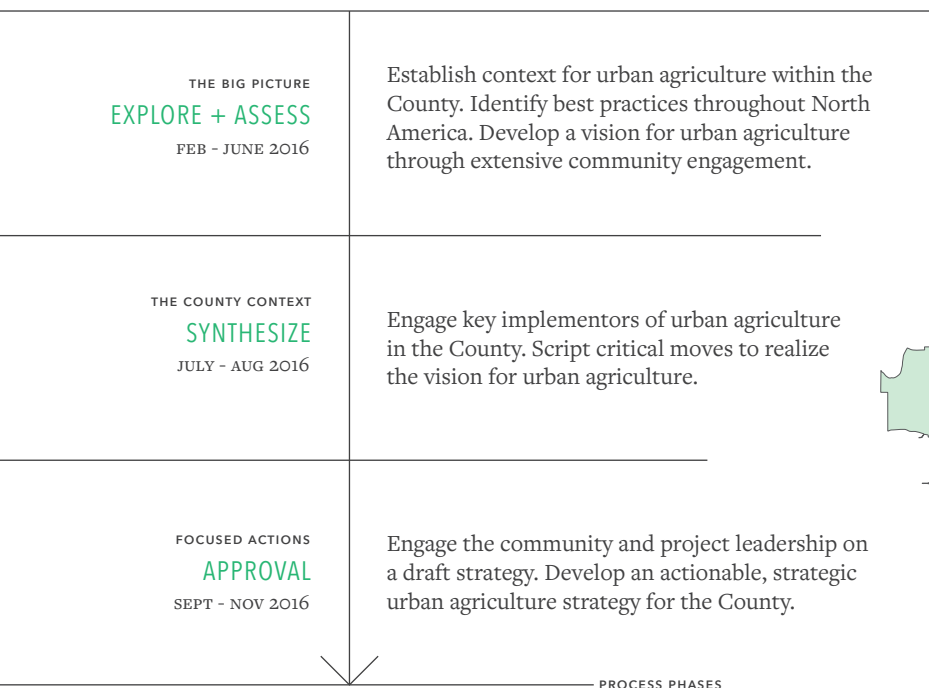 THE BIG PICTURE
EXPLORE + ASSESS
FEB - JUNE 2016
Establish context for urban agriculture within the
County. Identify best practices throughout North
America. Develop a vision for urban agriculture
through extensive community engagement.
THE COUNTY CONTEXT
SYNTHESIZE
JULY - AUG 2016
Engage key implementors of urban agriculture
in the County. Script critical moves to realize
the vision for urban agriculture.
FOCUSED ACTIONS
APPROVAL
SEPT - NOV 2016
Engage the community and project leadership on
a draft strategy. Develop an actionable, strategic
urban agriculture strategy for the County.
PROCESS PHASES